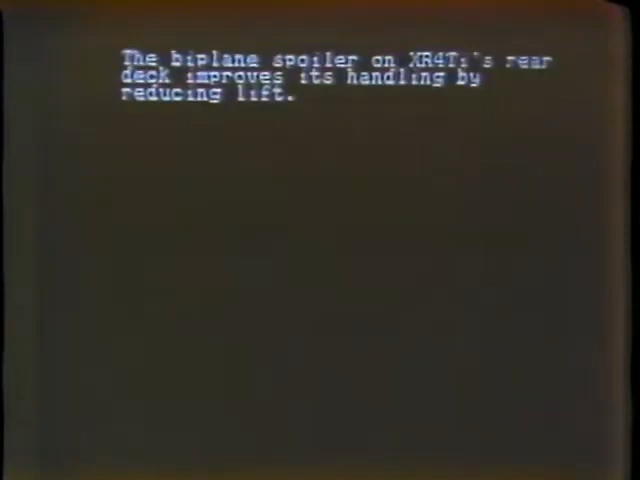 The biplane spoiler on XR4Ti's rear
deck improves its handling by
reducing lift.